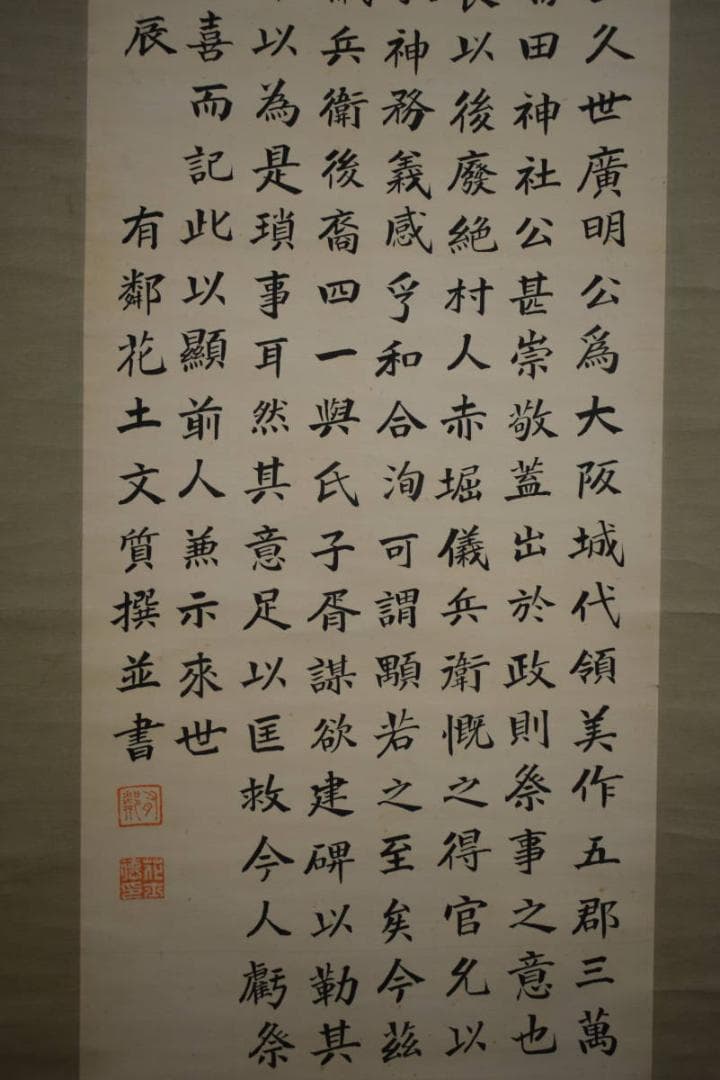 久世廣明公爲大阪城代領美作五郡三萬
田神社公甚崇敬蓋出於政則祭事之意也
以後廢絶村人赤堀儀兵衛慨之得官允以
神務義感孚和合洵可謂顒若之至矣今茲
兵衛後裔四一與氏子胥謀欲建碑以勒其
以為是瑣事耳然其意足以匡救今人虧祭
喜而記此以顯前人兼示來世
辰 有鄰花土文質撰並書